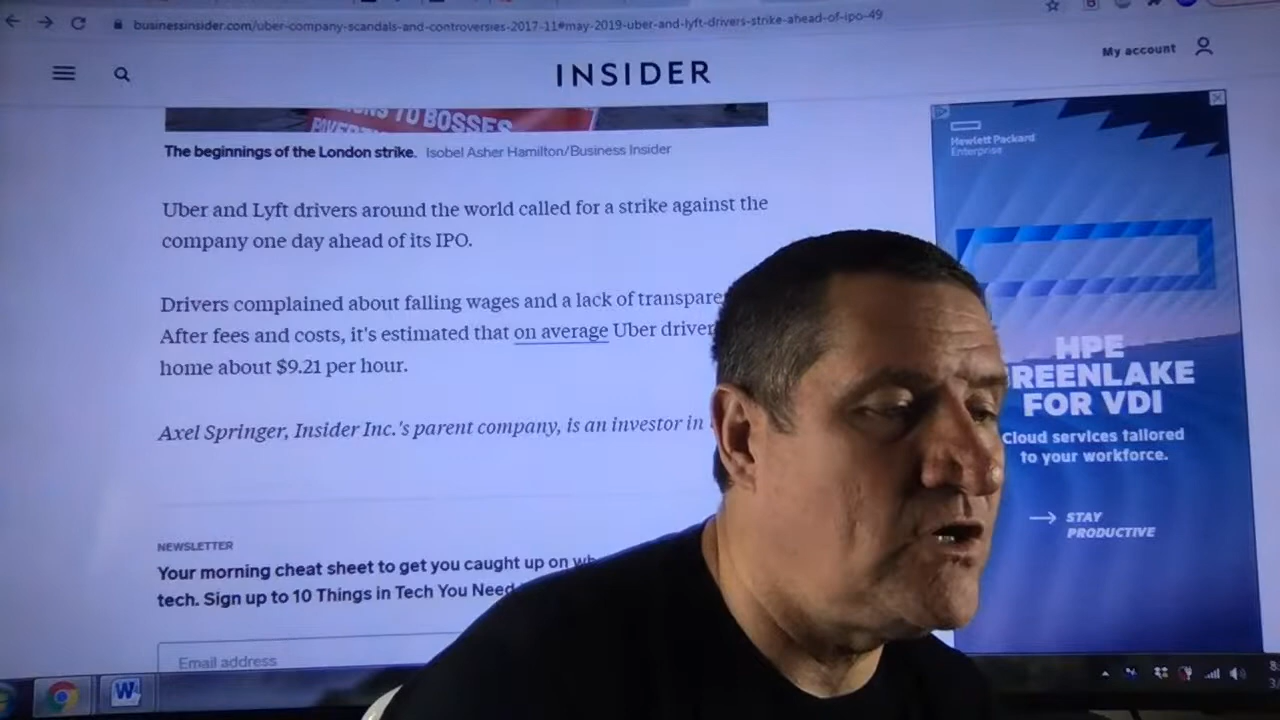 businessinsider.com/uber-company-scandals-and-controversies-2017-11#may-2019-uber-and-lyft-drivers-strike-ahead-of-ipo-49
My account
INSIDER
TO BOSSES
The beginnings of the London strike. Isobel Asher Hamilton/Business Insider
Uber and Lyft drivers around the world called for a strike against the
company one day ahead of its IPO.
Drivers complained about falling wages and a lack of
After fees and costs, it's estimated that on average Uber
home about $9.21 per hour.
Axel Springer, Insider Inc.'s parent company, is an investor in
NEWSLETTER
Your morning cheat sheet to get you caught up on
tech. Sign up to 10 Things in Tech You Need
Email address
Hewlett Packard
Enterprise
HPE
REENLAKE
FOR VDI
Cloud services tailored
to your workforce.
STAY
PRODUCTIVE
W